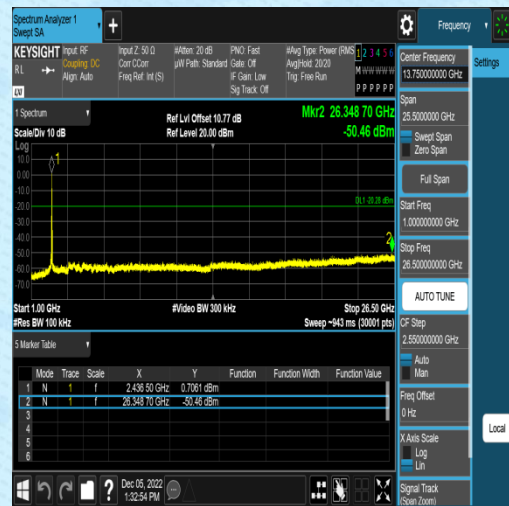 Spectrum Analyzer 1
Swept SA
Frequency
KEYSIGHT
Input: RF
Coupling: DC
Align: Auto
Input Z: 50 Ω
Corr CCorr
Freq Ref: Int (S)
#Atten: 20 dB
µW Path: Standard
PNO: Fast
Gate: Off
IF Gain: Low
Sig Track: Off
#Avg Type: Power (RMS
Avg|Hold: 20/20
Trig: Free Run
1 2 3 4 5 6
M W W W W W
P P P P P P
RL
LXI
1 Spectrum
Scale/Div 10 dB
Ref Lvl Offset 10.77 dB
Ref Level 20.00 dBm
Mkr2 26.348 70 GHz
-50.46 dBm
Log
10.0
0.00
-10.0
-20.0
-30.0
-40.0
-50.0
-60.0
-70.0
1
DL1 -20.28 dBm
2
Start 1.00 GHz
#Res BW 100 kHz
#Video BW 300 kHz
Stop 26.50 GHz
Sweep ~943 ms (30001 pts)
5 Marker Table
Mode Trace Scale X Y Function Function Width Function Value
1 N 1 f 2.436 50 GHz 0.7061 dBm
2 N 1 f 26.348 70 GHz -50.46 dBm
3
4
5
6
Dec 05, 2022
1:32:54 PM
Center Frequency
13.750000000 GHz
Settings
Span
25.5000000 GHz
Swept Span
Zero Span
Full Span
Start Freq
1.000000000 GHz
Stop Freq
26.500000000 GHz
AUTO TUNE
CF Step
2.550000000 GHz
Auto
Man
Freq Offset
0 Hz
X Axis Scale
Log
Lin
Signal Track
(Span Zoom)
Local